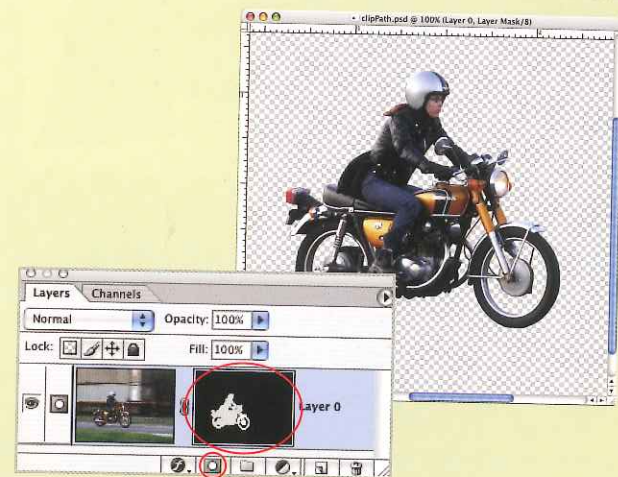 clipPath.psd @ 100% (Layer 0, Layer Mask/8)
Layers Channels
Normal Opacity: 100%
Lock: Fill: 100%
Layer 0